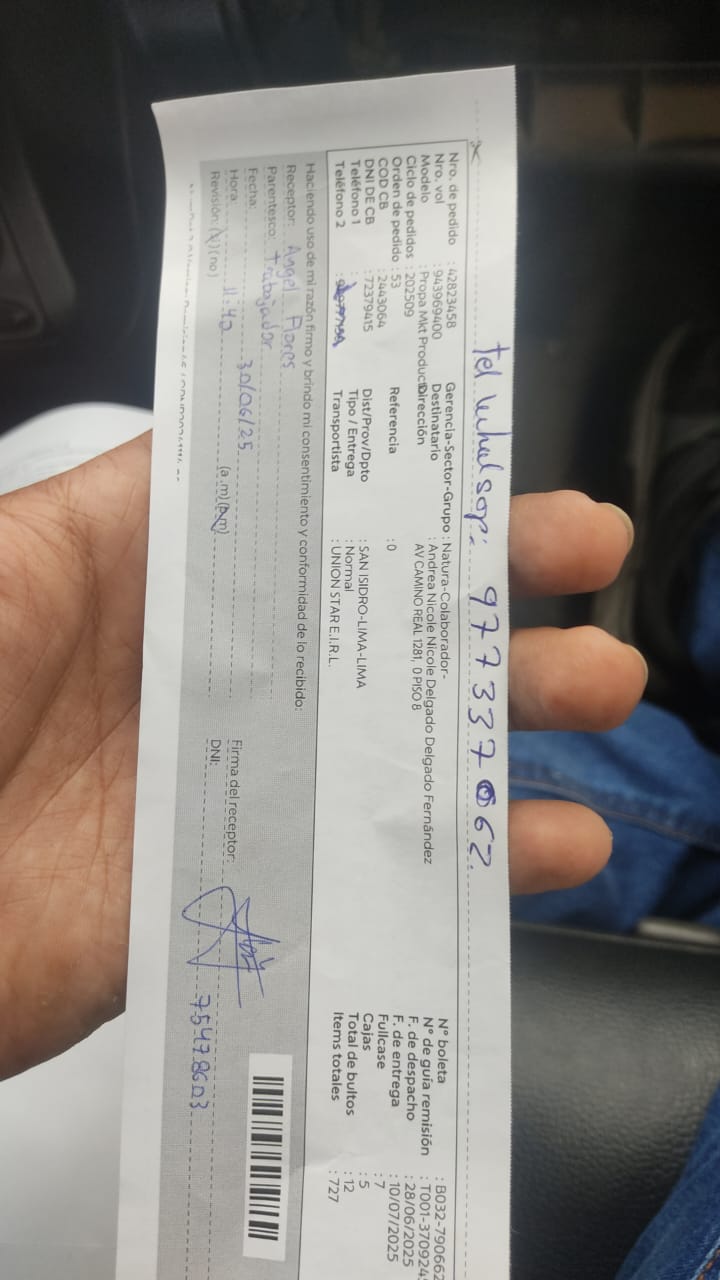 tel whatsop: 977337062.
Nro. de pedido : 42823458
Nro. vol : 943969400
Modelo : Propa Mkt Producti
Ciclo de pedidos : 202509
Orden de pedido : 53
COD CB : 2443064
DNI DE CB : 72379415
Teléfono 1 :
Teléfono 2 :
Gerencia-Sector-Grupo : Natura-Colaborador-
Destinatario : Andrea Nicole Nicole Delgado Delgado Fernández
Dirección AV CAMINO REAL 1281, 0 PISO 8
Referencia : 0
Dist/Prov/Dpto : SAN ISIDRO-LIMA-LIMA
Tipo / Entrega : Normal
Transportista : UNION STAR E.I.R.L.
N° boleta : B032-790662
N° de guia remisión : T001-370924
F. de despacho : 28/06/2025
F. de entrega : 10/07/2025
Fullcase : 7
Cajas : 5
Total de bultos : 12
Items totales : 727
Haciendo uso de mi razón firmo y brindo mi consentimiento y conformidad de lo recibido:
Receptor: Angel Flores
Parentesco: Trabajador
Fecha: 30/06/25
Hora: 11:42 (a.m)(p.m)
Revisión: (si)(no)
Firma del receptor:
DNI: 75478603